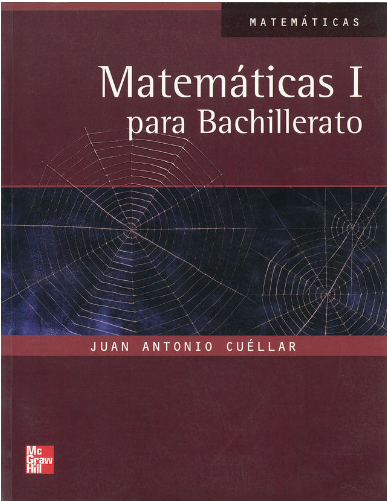 MATEMÁTICAS
Matemáticas I
para Bachillerato
JUAN ANTONIO CUÉLLAR
Mc
Graw
Hill